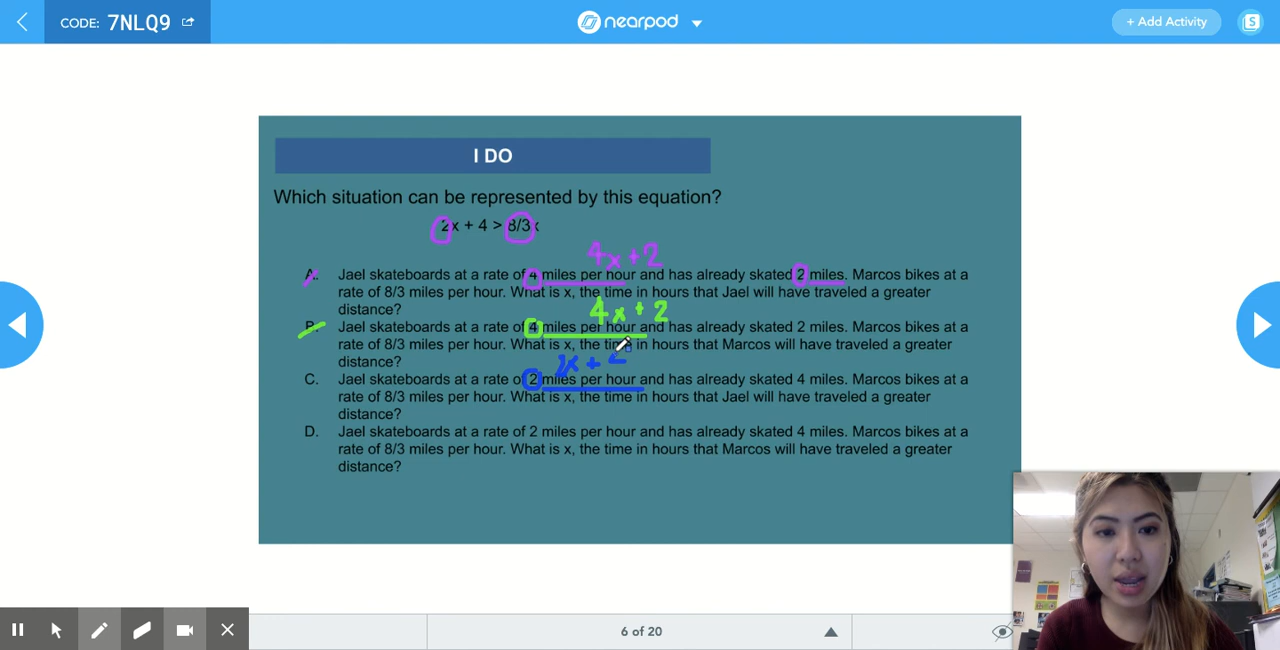 CODE: 7NLQ9
nearpod
+ Add Activity
S
I DO
Which situation can be represented by this equation?
2x + 4 > 8/3x
4x + 2
A. Jael skateboards at a rate of 4 miles per hour and has already skated 2 miles. Marcos bikes at a
rate of 8/3 miles per hour. What is x, the time in hours that Jael will have traveled a greater
distance?
4x + 2
B. Jael skateboards at a rate of 4 miles per hour and has already skated 2 miles. Marcos bikes at a
rate of 8/3 miles per hour. What is x, the time in hours that Marcos will have traveled a greater
distance?
2x +
C. Jael skateboards at a rate of 2 miles per hour and has already skated 4 miles. Marcos bikes at a
rate of 8/3 miles per hour. What is x, the time in hours that Jael will have traveled a greater
distance?
D. Jael skateboards at a rate of 2 miles per hour and has already skated 4 miles. Marcos bikes at a
rate of 8/3 miles per hour. What is x, the time in hours that Marcos will have traveled a greater
distance?
6 of 20